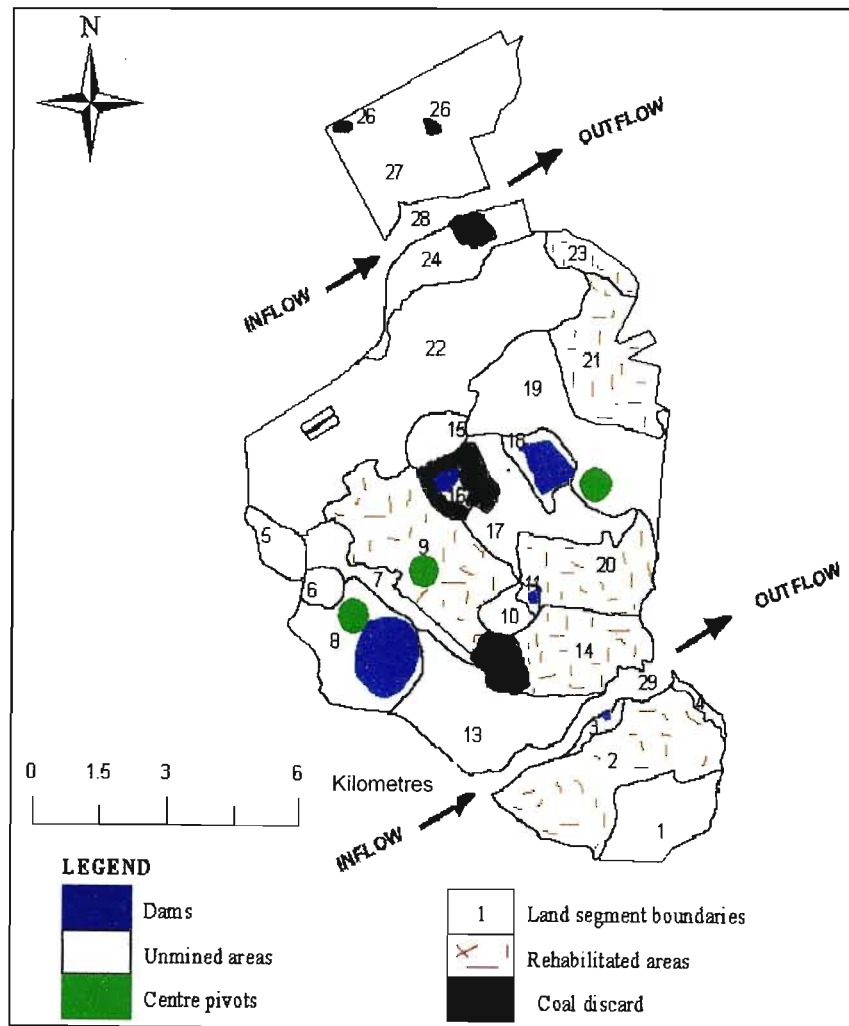 N
26
26
OUTFLOW
27
28
23
24
INFLOW
22
21
19
15
18
16
17
5
9
20
7
11
6
10
OUTFLOW
8
14
29
4
13
3
2
0 1.5 3 6
Kilometres
1
INFLOW
LEGEND
Dams
Unmined areas
Centre pivots
1 Land segment boundaries
Rehabilitated areas
Coal discard